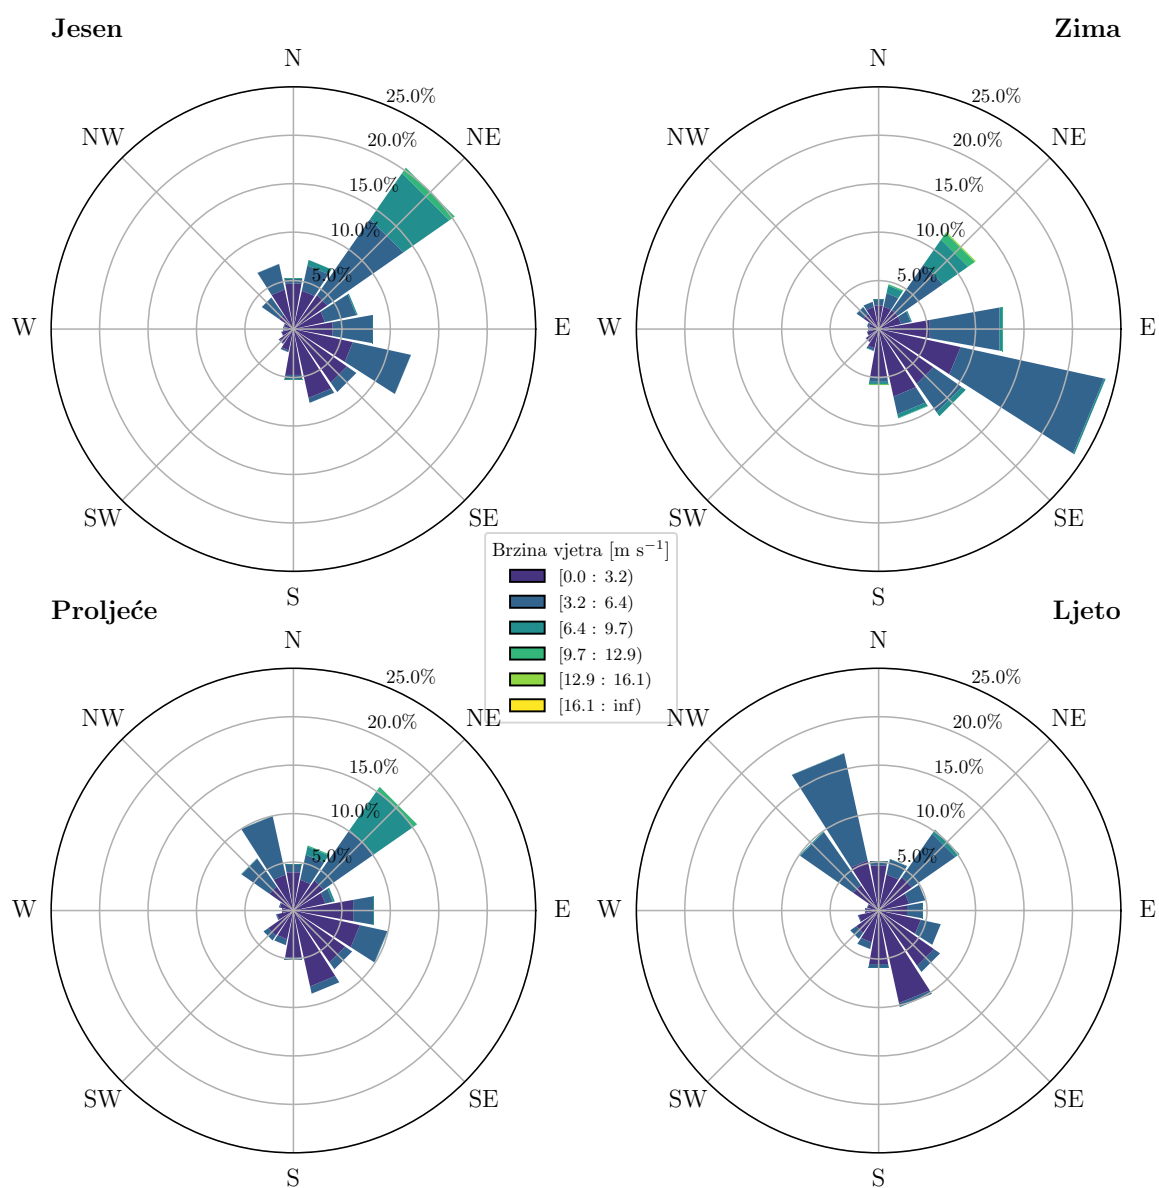 Jesen
Zima
N
N
25.0%
25.0%
NW
20.0%
NE
NW
20.0%
NE
15.0%
15.0%
10.0%
10.0%
5.0%
5.0%
W
E
W
E
SW
SE
SW
SE
S
S
Brzina vjetra [m s⁻¹]
[0.0 : 3.2)
[3.2 : 6.4)
[6.4 : 9.7)
[9.7 : 12.9)
[12.9 : 16.1)
[16.1 : inf)
Proljeće
Ljeto
N
N
25.0%
25.0%
NW
20.0%
NE
NW
20.0%
NE
15.0%
15.0%
10.0%
10.0%
5.0%
5.0%
W
E
W
E
SW
SE
SW
SE
S
S